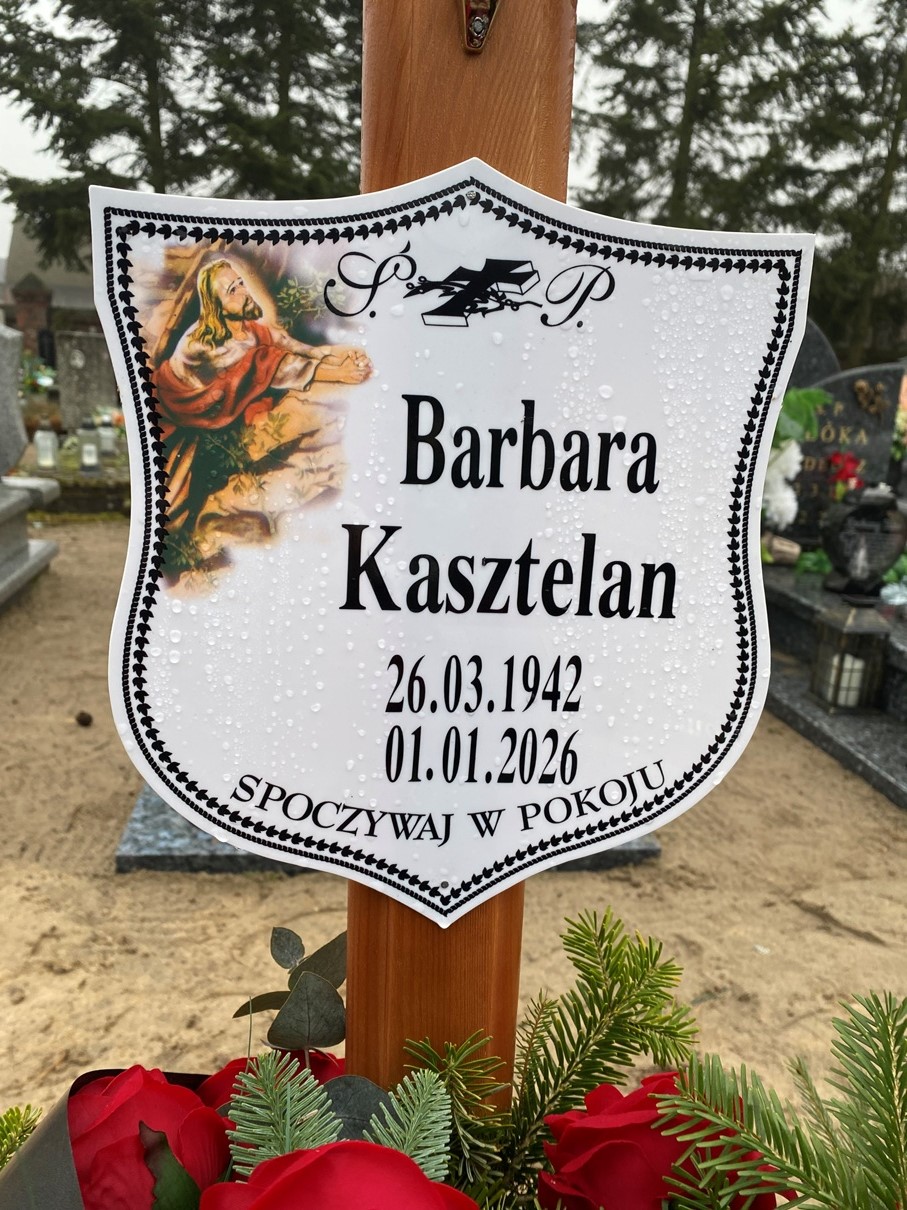 Ś. P.
Barbara
Kasztelan
26.03.1942
01.01.2026
SPOCZYWAJ W POKOJU